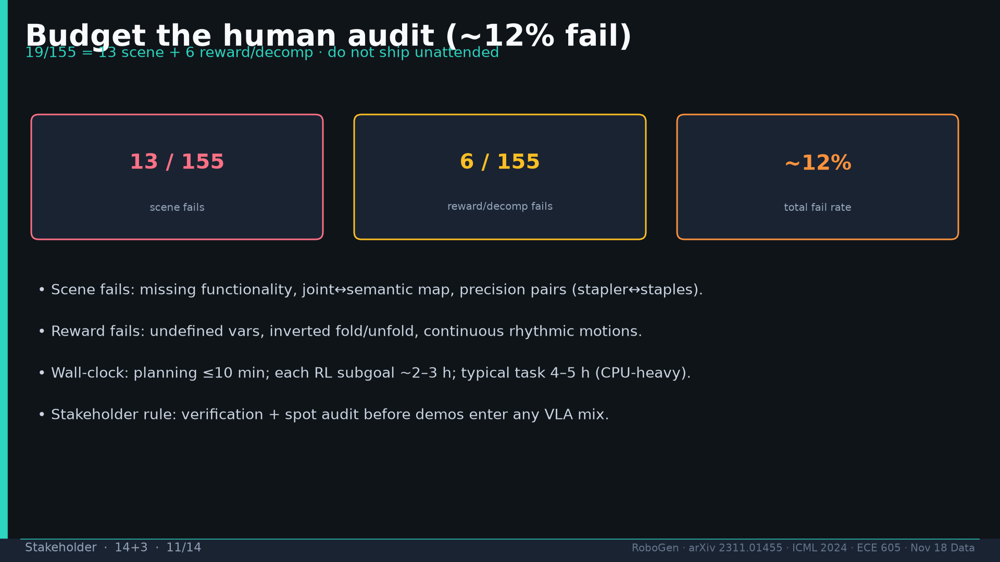 Budget the human audit (~12% fail)
19/155 = 13 scene + 6 reward/decomp · do not ship unattended
13 / 155
scene fails
6 / 155
reward/decomp fails
~12%
total fail rate
• Scene fails: missing functionality, joint↔semantic map, precision pairs (stapler↔staples).
• Reward fails: undefined vars, inverted fold/unfold, continuous rhythmic motions.
• Wall-clock: planning ≤10 min; each RL subgoal ~2–3 h; typical task 4–5 h (CPU-heavy).
• Stakeholder rule: verification + spot audit before demos enter any VLA mix.
Stakeholder · 14+3 · 11/14
RoboGen · arXiv 2311.01455 · ICML 2024 · ECE 605 · Nov 18 Data